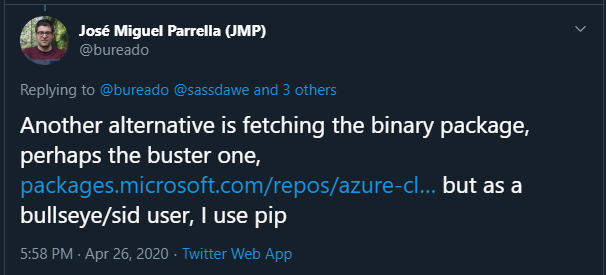 José Miguel Parrella (JMP)
@bureado
Replying to @bureado @sassdawe and 3 others
Another alternative is fetching the binary package,
perhaps the buster one,
packages.microsoft.com/repos/azure-cl... but as a
bullseye/sid user, I use pip
5:58 PM · Apr 26, 2020 · Twitter Web App